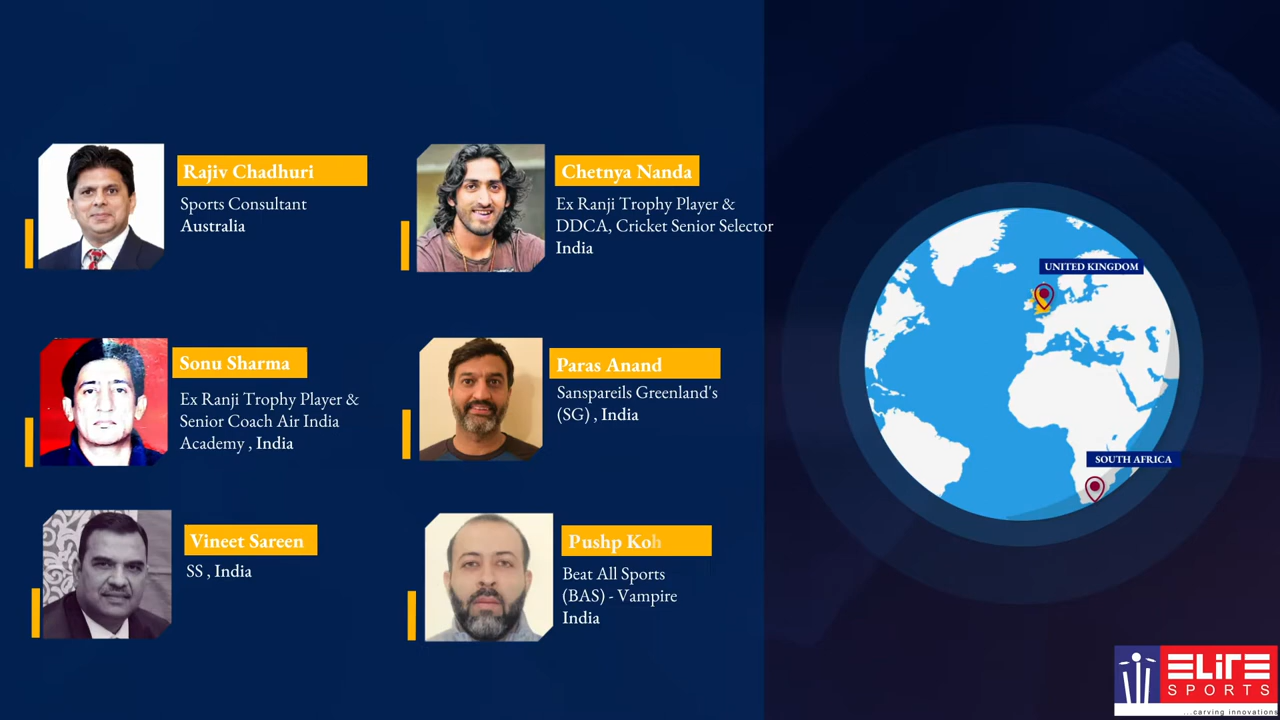 Rajiv Chadhuri
Sports Consultant
Australia
Chetnya Nanda
Ex Ranji Trophy Player &
DDCA, Cricket Senior Selector
India
Sonu Sharma
Ex Ranji Trophy Player &
Senior Coach Air India
Academy , India
Paras Anand
Sanspareils Greenland's
(SG) , India
Vineet Sareen
SS , India
Pushp Koh
Beat All Sports
(BAS) - Vampire
India
UNITED KINGDOM
SOUTH AFRICA
ELITE
SPORTS
...carving innovations